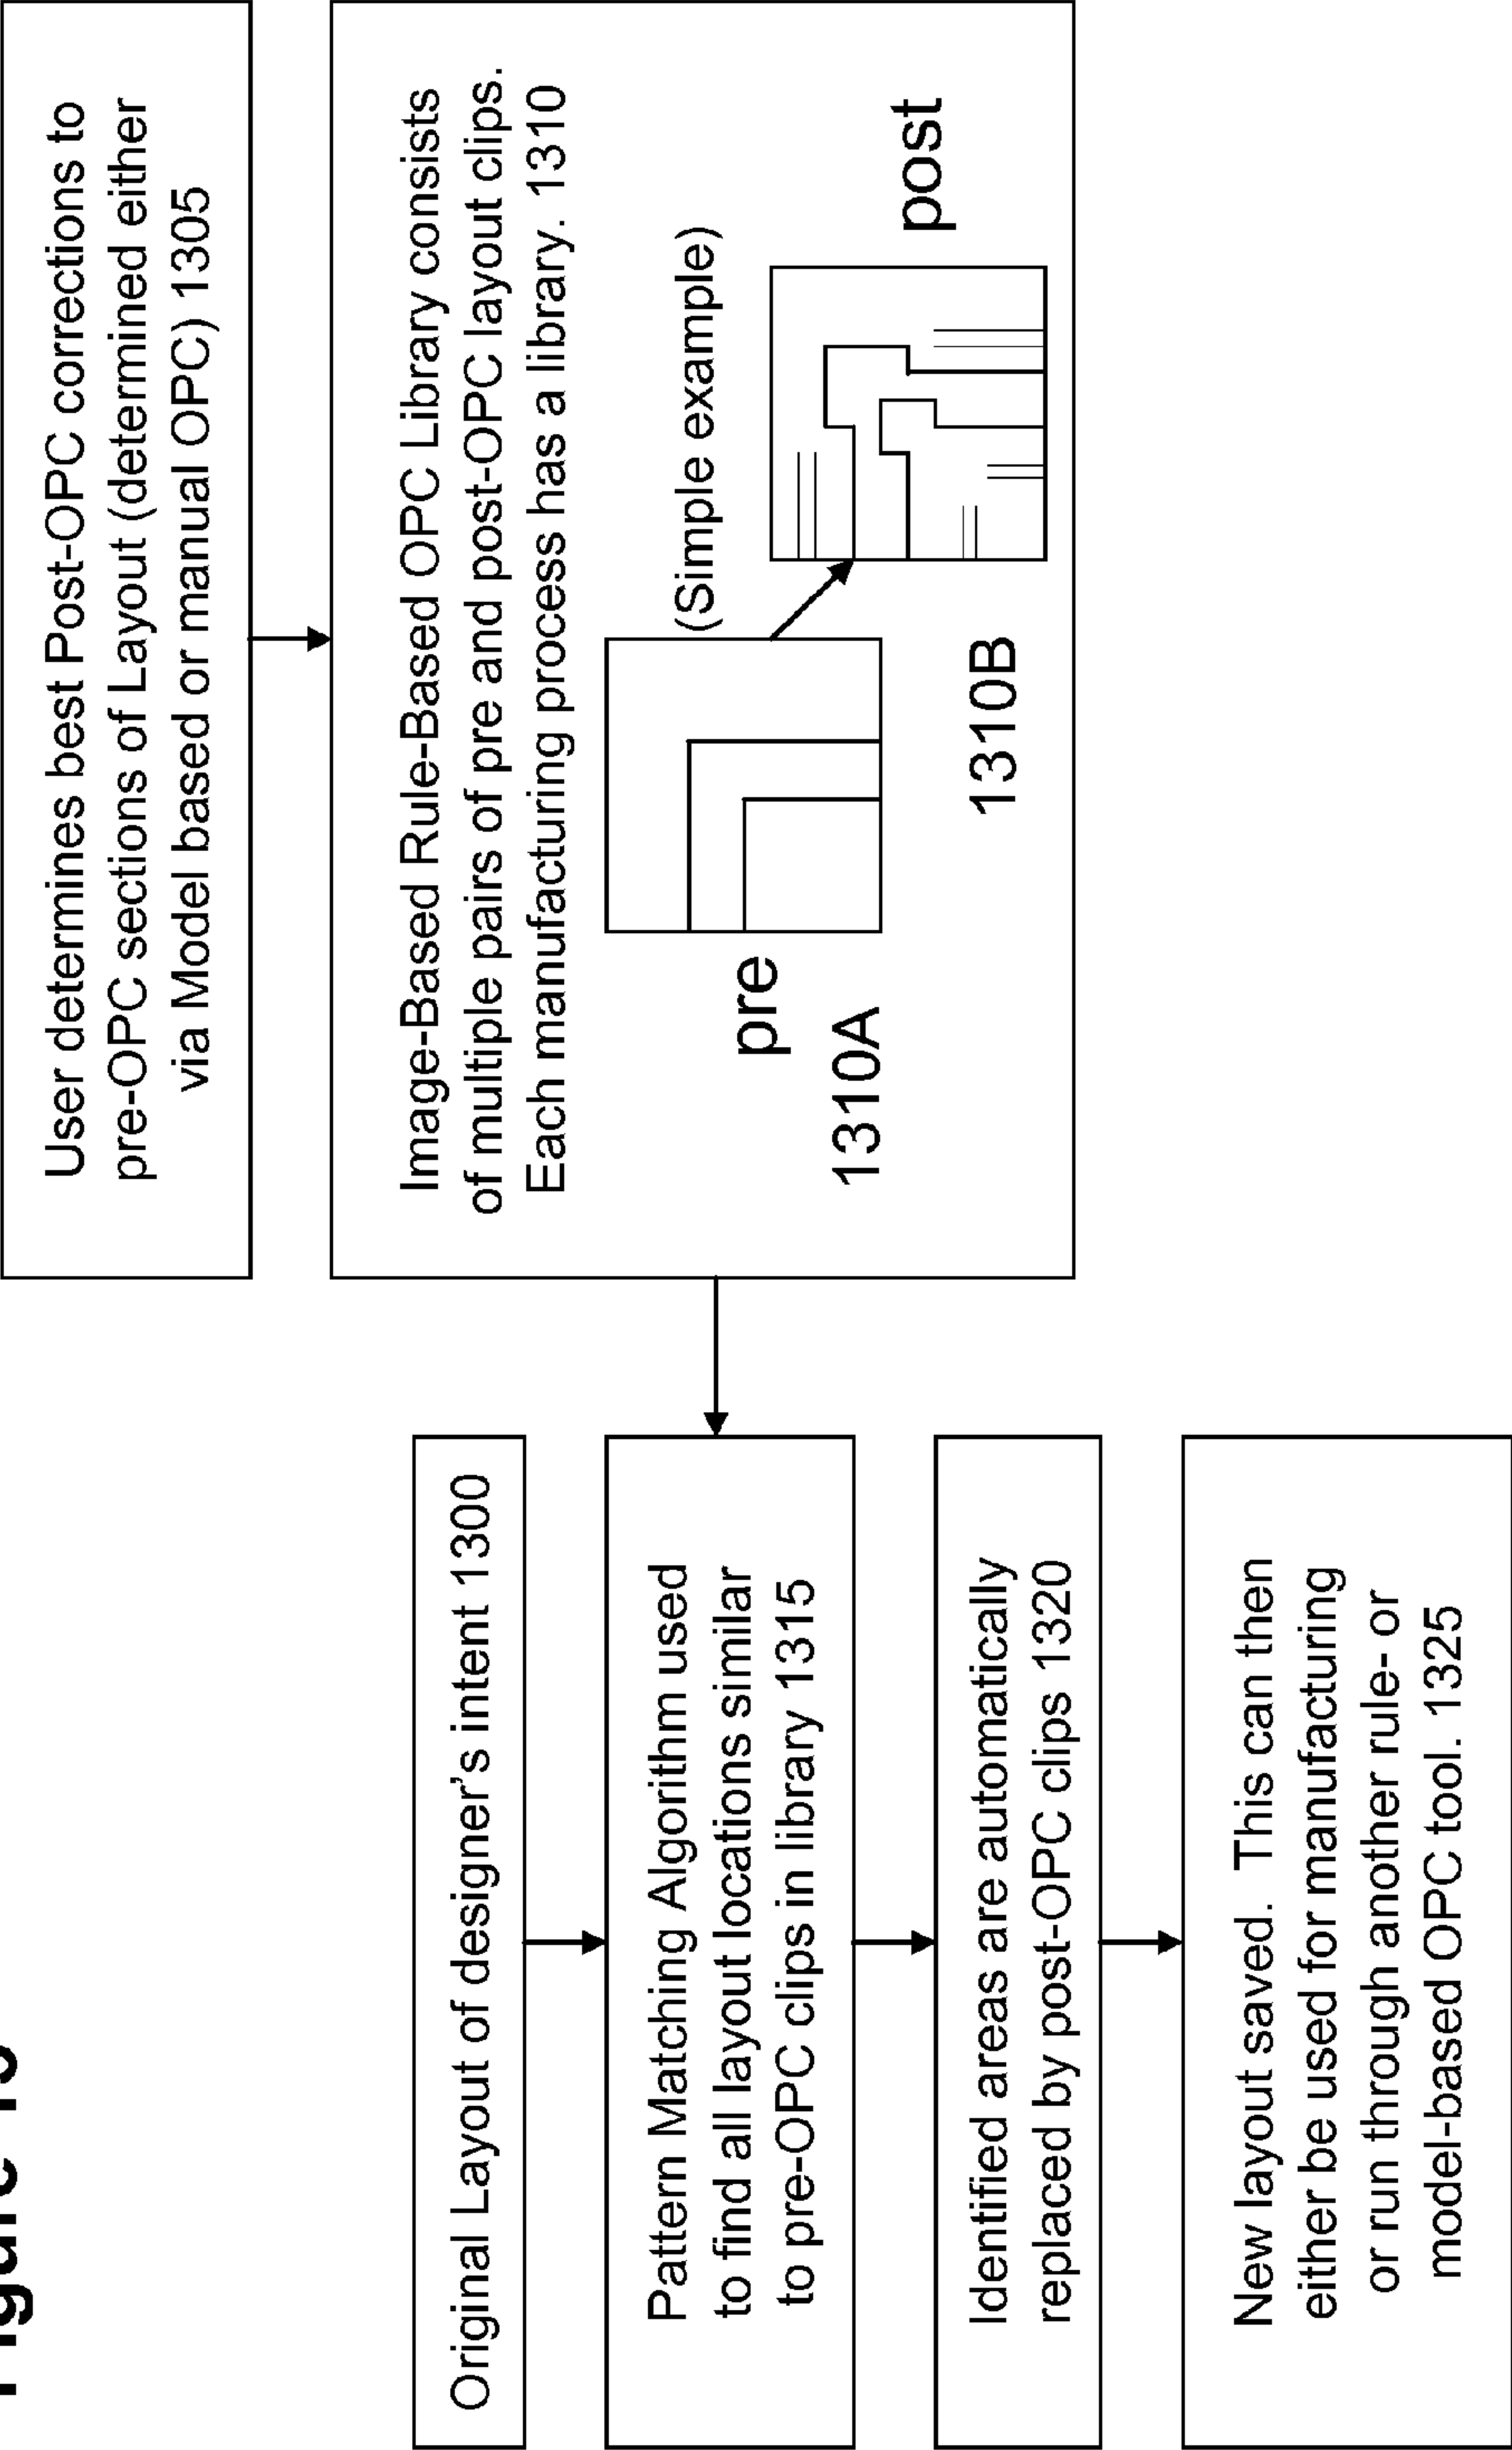 Figure
Original Layout of designer's intent 1300
Pattern Matching Algorithm used
to find all layout locations similar
to pre-OPC clips in library 1315
Identified areas are automatically
replaced by post-OPC clips 1320
New layout saved. This can then
either be used for manufacturing
or run through another rule- or
model-based OPC tool. 1325
User determines best Post-OPC corrections to
pre-OPC sections of Layout (determined either
via Model based or manual OPC) 1305
Image-Based Rule-Based OPC Library consists
of multiple pairs of pre and post-OPC layout clips.
Each manufacturing process has a library. 1310
(Simple example)
pre
1310A
post
1310B